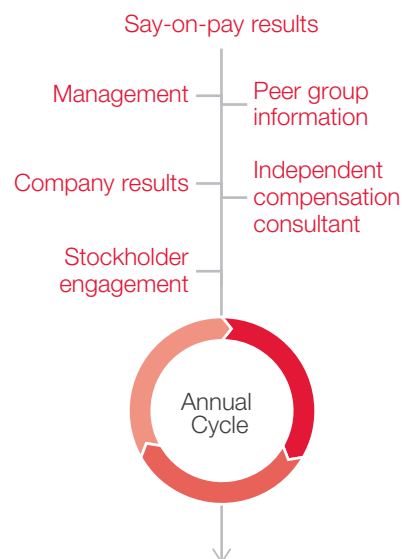 Say-on-pay results
Management
Peer group
information
Company results
Independent
compensation
consultant
Stockholder
engagement
Annual
Cycle